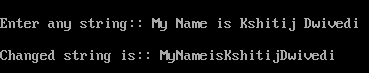 Enter any string:: My Name is Kshitij Dwivedi
Changed string is:: MyNameisKshitijDwivedi